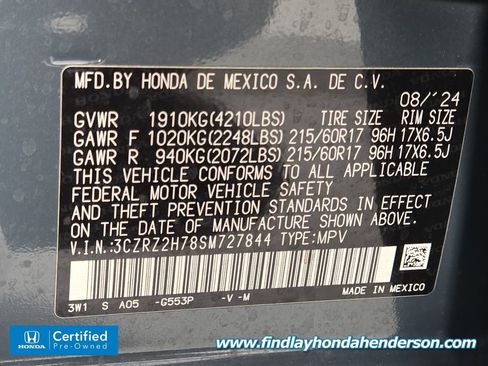 MFD.BY HONDA DE MEXICO S.A. DE C.V.
08/'24
GVWR 1910KG(4210LBS) TIRE SIZE RIM SIZE
GAWR F 1020KG(2248LBS) 215/60R17 96H 17X6.5J
GAWR R 940KG(2072LBS) 215/60R17 96H 17X6.5J
THIS VEHICLE CONFORMS TO ALL APPLICABLE
FEDERAL MOTOR VEHICLE SAFETY STANDARDS IN EFFECT
ON THE DATE OF MANUFACTURE SHOWN ABOVE.
V.I.N.:3CZRZ2H78SM727844 TYPE:MPV
3W1 S A05 -G553P -V -M
MADE IN MEXICO
HONDA
Certified
Pre-Owned
www.findlayhondahenderson.com